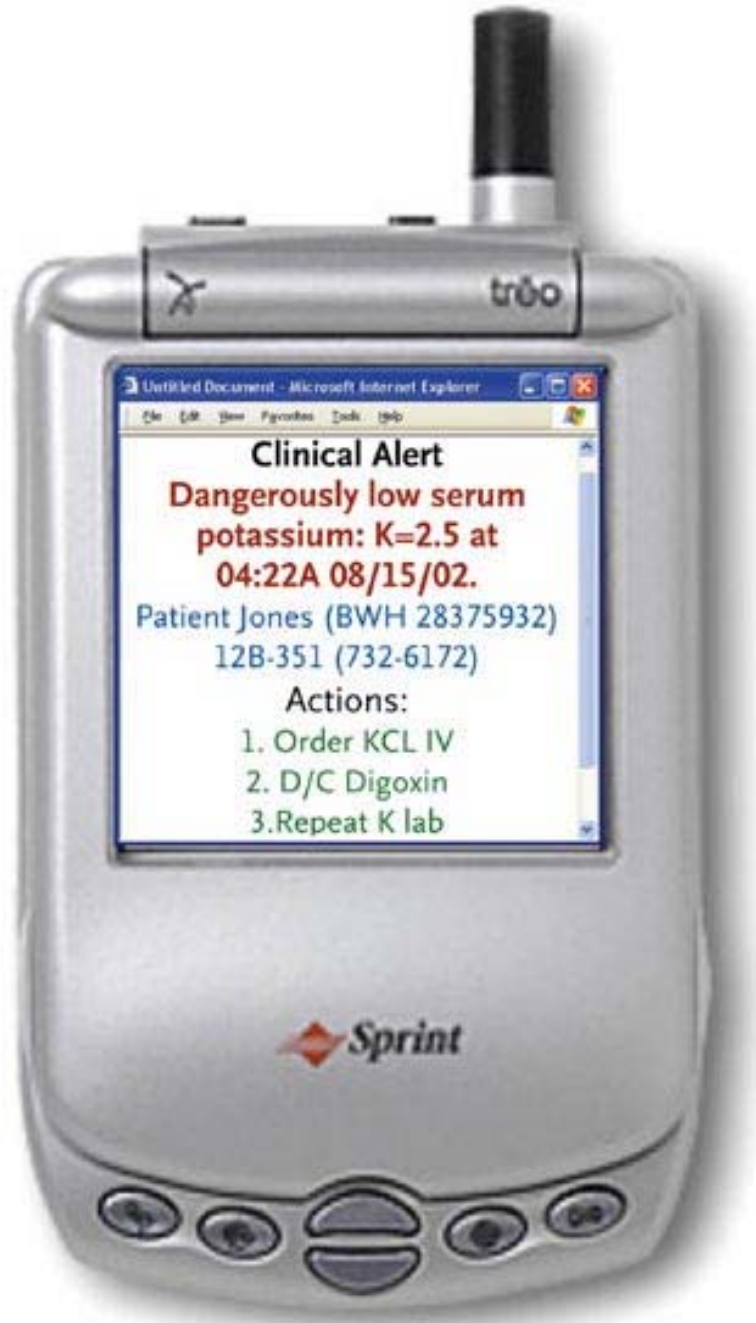 treo
Untitled Document - Microsoft Internet Explorer
File Edit View Favorites Tools Help
Clinical Alert
Dangerously low serum
potassium: K=2.5 at
04:22A 08/15/02.
Patient Jones (BWH 28375932)
12B-351 (732-6172)
Actions:
1. Order KCL IV
2. D/C Digoxin
3.Repeat K lab
Sprint